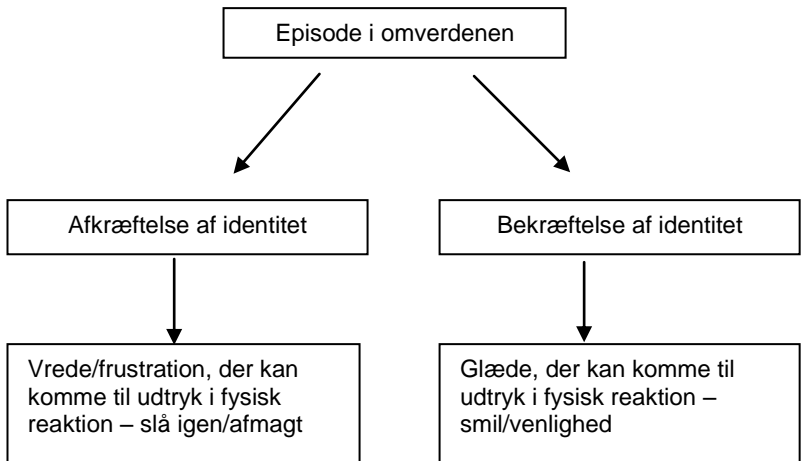 Episode i omverdenen
Afkræftelse af identitet
Bekræftelse af identitet
Vrede/frustration, der kan
komme til udtryk i fysisk
reaktion – slå igen/afmagt
Glæde, der kan komme til
udtryk i fysisk reaktion –
smil/venlighed